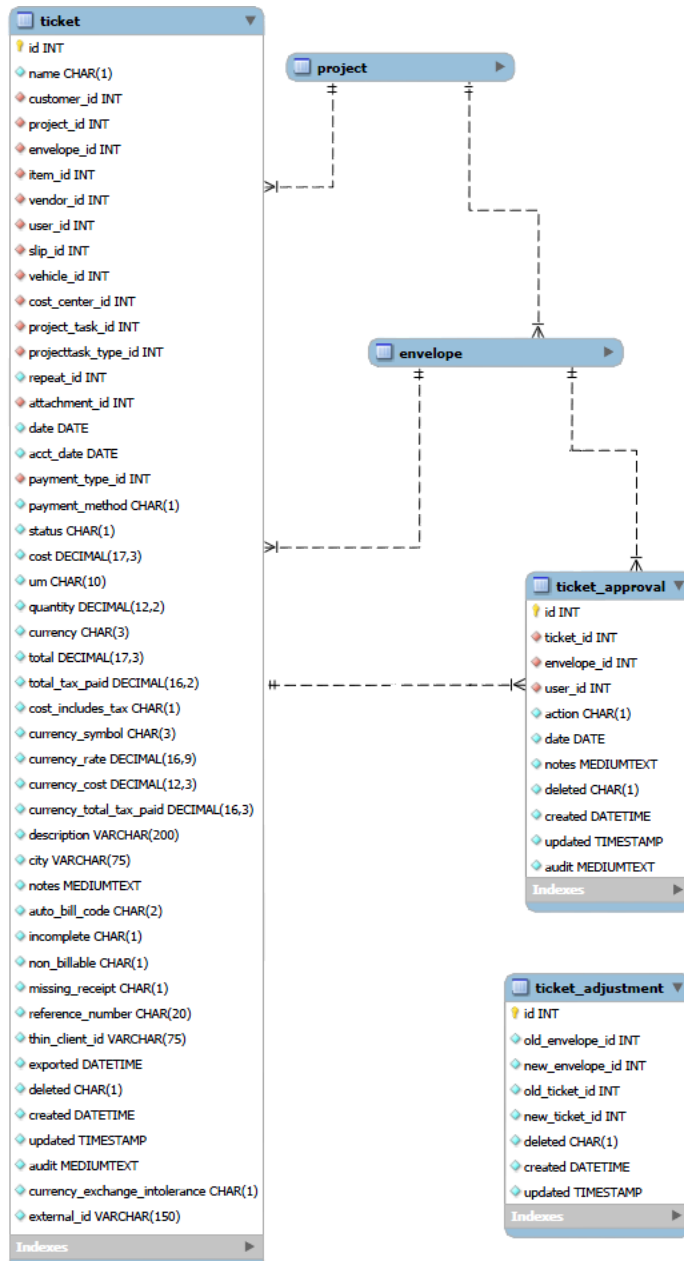 ticket
id INT
name CHAR(1)
customer_id INT
project_id INT
envelope_id INT
item_id INT
vendor_id INT
user_id INT
slip_id INT
vehicle_id INT
cost_center_id INT
project_task_id INT
projecttask_type_id INT
repeat_id INT
attachment_id INT
date DATE
acct_date DATE
payment_type_id INT
payment_method CHAR(1)
status CHAR(1)
cost DECIMAL(17,3)
um CHAR(10)
quantity DECIMAL(12,2)
currency CHAR(3)
total DECIMAL(17,3)
total_tax_paid DECIMAL(16,2)
cost_includes_tax CHAR(1)
currency_symbol CHAR(3)
currency_rate DECIMAL(16,9)
currency_cost DECIMAL(12,3)
currency_total_tax_paid DECIMAL(16,3)
description VARCHAR(200)
city VARCHAR(75)
notes MEDIUMTEXT
auto_bill_code CHAR(2)
incomplete CHAR(1)
non_billable CHAR(1)
missing_receipt CHAR(1)
reference_number CHAR(20)
thin_client_id VARCHAR(75)
exported DATETIME
deleted CHAR(1)
created DATETIME
updated TIMESTAMP
audit MEDIUMTEXT
currency_exchange_intolerance CHAR(1)
external_id VARCHAR(150)
Indexes
project
envelope
ticket_approval
id INT
ticket_id INT
envelope_id INT
user_id INT
action CHAR(1)
date DATE
notes MEDIUMTEXT
deleted CHAR(1)
created DATETIME
updated TIMESTAMP
audit MEDIUMTEXT
Indexes
ticket_adjustment
id INT
old_envelope_id INT
new_envelope_id INT
old_ticket_id INT
new_ticket_id INT
deleted CHAR(1)
created DATETIME
updated TIMESTAMP
Indexes